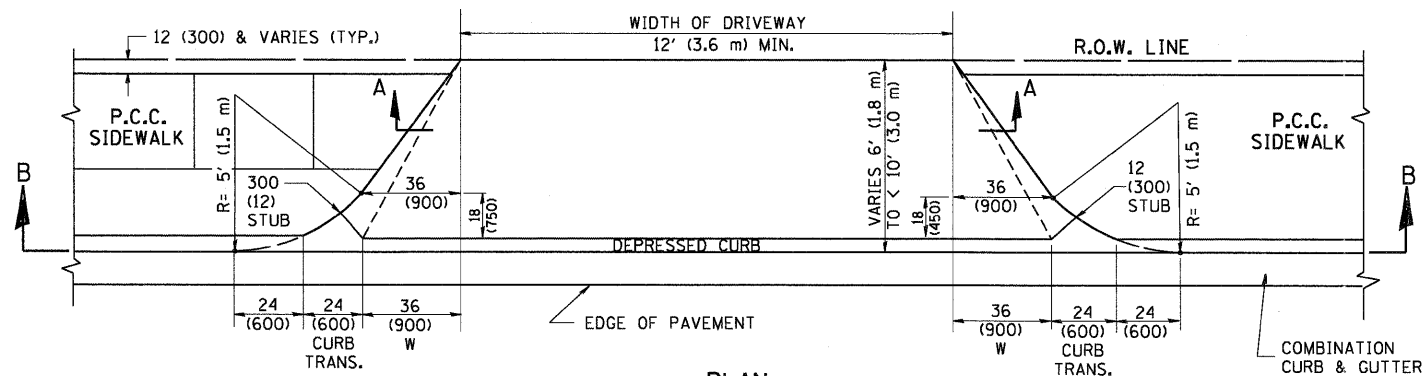 12 (300) & VARIES (TYP.)
WIDTH OF DRIVEWAY
12' (3.6 m) MIN.
R.O.W. LINE
A
A
P.C.C.
SIDEWALK
R= 5' (1.5 m)
VARIES 6' (1.8 m)
TO < 10' (3.0 m)
R= 5' (1.5 m)
P.C.C.
SIDEWALK
B
B
300
(12)
STUB
36
(900)
18
(750)
36
(900)
18
(450)
12
(300)
STUB
DEPRESSED CURB
24
(600)
24
(600)
CURB
TRANS.
36
(900)
W
EDGE OF PAVEMENT
36
(900)
W
24
(600)
CURB
TRANS.
24
(600)
COMBINATION
CURB & GUTTER